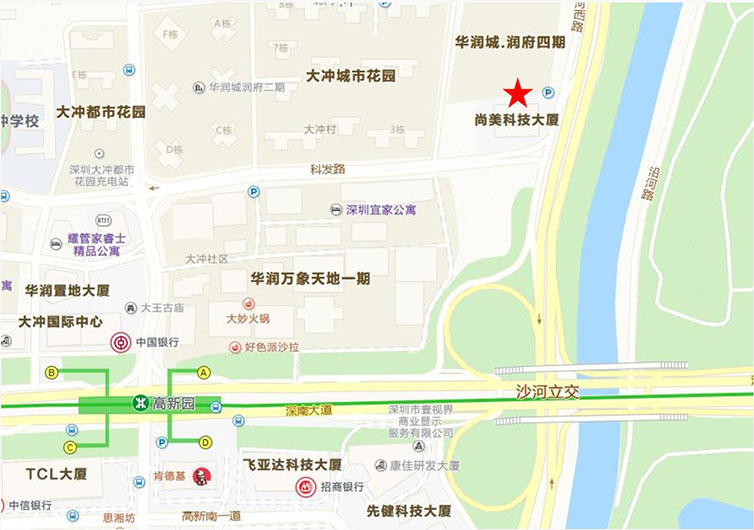 F栋
A栋
8栋
7栋
河西路
华润城.润府四期
E栋
大冲城市花园
P
华润城润府二期
大冲都市花园
冲学校
C栋
大冲村
3栋
尚美科技大厦
D栋
深圳大冲都市
花园充电站
科发路
沿河路
P
深圳宜家公寓
耀管家睿士
精品公寓
大冲社区
华润万象天地一期
寓
华润置地大厦
大王古庙
大冲国际中心
大妙火锅
中国银行
好色派沙拉
B
A
沙河立交
高新园
深南大道
深圳市壹视界
商业显示
服务有限公司
C
P
D
TCL大厦
肯德基
飞亚达科技大厦
康佳研发大厦
招商银行
中信银行
思湘坊
高新南一道
先健科技大厦